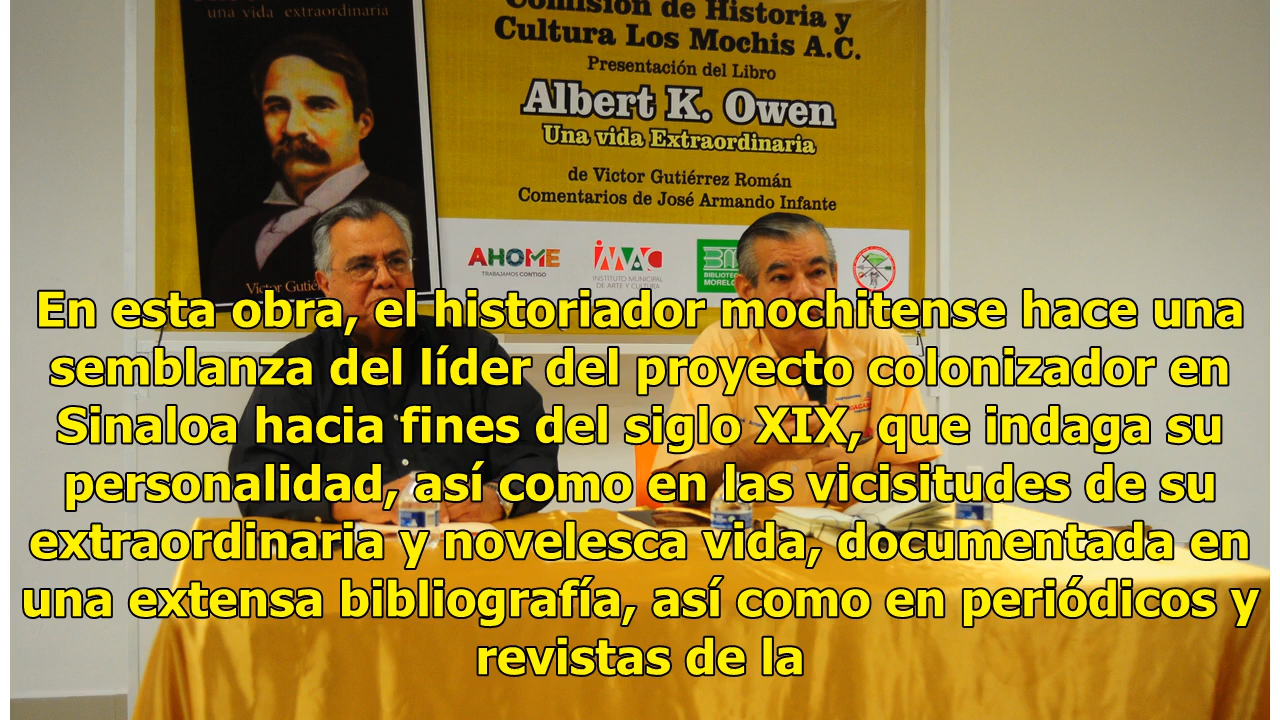 una vida extraordinaria
Comisión de Historia y
Cultura Los Mochis A.C.
Presentación del Libro
Albert K. Owen
Una vida Extraordinaria
de Victor Gutiérrez Román
Comentarios de José Armando Infante
AHOME
TRABAJAMOS CONTIGO
IMAC
INSTITUTO MUNICIPAL
DE ARTE Y CULTURA
BM
Victor
En esta obra, el historiador mochitense hace una
semblanza del líder del proyecto colonizador en
Sinaloa hacia fines del siglo XIX, que indaga su
personalidad, así como en las vicisitudes de su
extraordinaria y novelesca vida, documentada en
una extensa bibliografía, así como en periódicos y
revistas de la